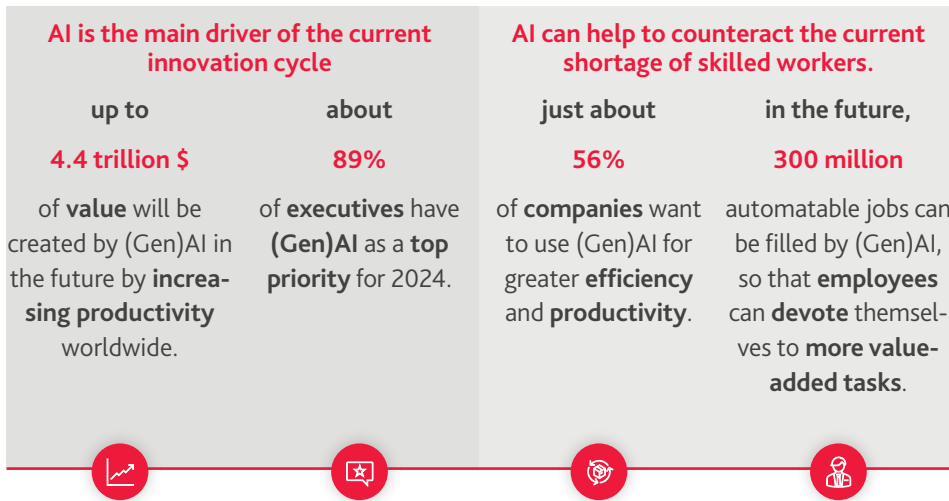 AI is the main driver of the current
innovation cycle
up to
4.4 trillion $
of value will be
created by (Gen)AI in
the future by increa-
sing productivity
worldwide.
about
89%
of executives have
(Gen)AI as a top
priority for 2024.
AI can help to counteract the current
shortage of skilled workers.
just about
56%
of companies want
to use (Gen)AI for
greater efficiency
and productivity.
in the future,
300 million
automatable jobs can
be filled by (Gen)AI,
so that employees
can devote themsel-
ves to more value-
added tasks.